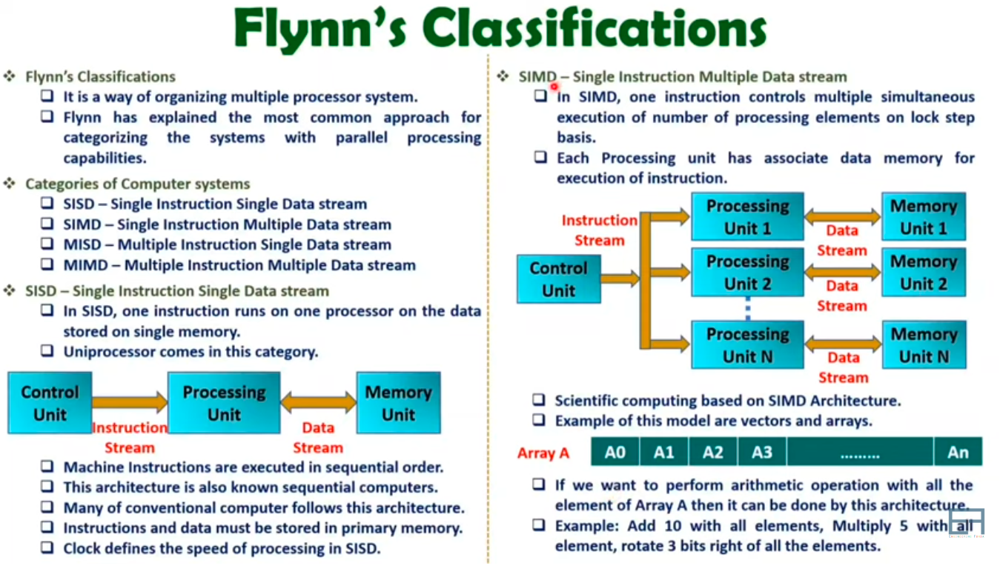 Flynn's Classifications
❖ Flynn's Classifications
❑ It is a way of organizing multiple processor system.
❑ Flynn has explained the most common approach for
categorizing the systems with parallel processing
capabilities.
❖ Categories of Computer systems
❑ SISD – Single Instruction Single Data stream
❑ SIMD – Single Instruction Multiple Data stream
❑ MISD – Multiple Instruction Single Data stream
❑ MIMD – Multiple Instruction Multiple Data stream
❖ SISD – Single Instruction Single Data stream
❑ In SISD, one instruction runs on one processor on the data
stored on single memory.
❑ Uniprocessor comes in this category.
Control
Unit
Instruction
Stream
Processing
Unit
Data
Stream
Memory
Unit
❑ Machine Instructions are executed in sequential order.
❑ This architecture is also known sequential computers.
❑ Many of conventional computer follows this architecture.
❑ Instructions and data must be stored in primary memory.
❑ Clock defines the speed of processing in SISD.
❖ SIMD – Single Instruction Multiple Data stream
❑ In SIMD, one instruction controls multiple simultaneous
execution of number of processing elements on lock step
basis.
❑ Each Processing unit has associate data memory for
execution of instruction.
Control
Unit
Instruction
Stream
Processing
Unit 1
Data
Stream
Memory
Unit 1
Processing
Unit 2
Data
Stream
Memory
Unit 2
Processing
Unit N
Data
Stream
Memory
Unit N
❑ Scientific computing based on SIMD Architecture.
❑ Example of this model are vectors and arrays.
Array A A0 A1 A2 A3 ......... An
❑ If we want to perform arithmetic operation with all the
element of Array A then it can be done by this architecture.
❑ Example: Add 10 with all elements, Multiply 5 with all
element, rotate 3 bits right of all the elements.